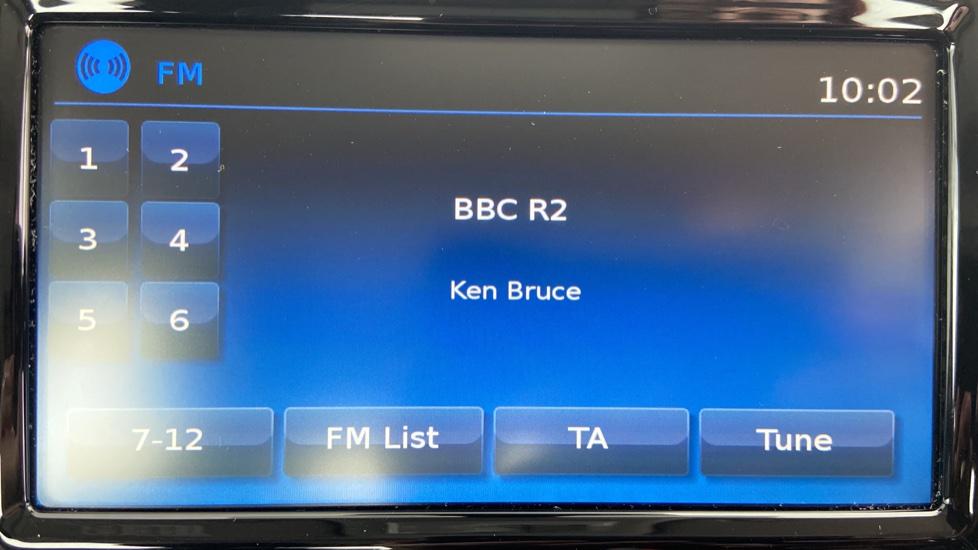 FM
10:02
1 2
3 4
5 6
BBC R2
Ken Bruce
7-12 FM List TA Tune